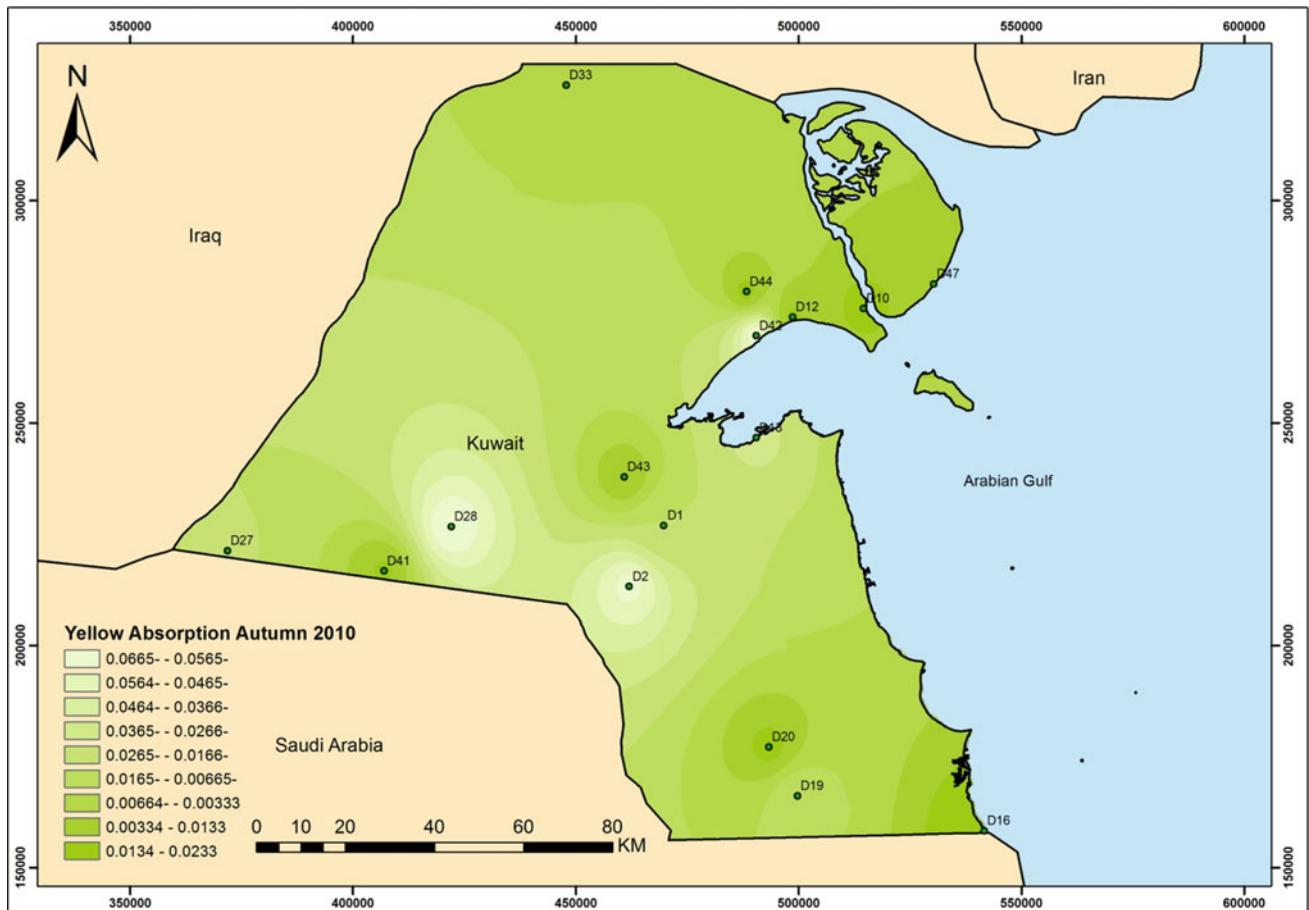 350000 400000 450000 500000 550000 600000
N
D33
Iran
300000 300000
Iraq
D44
D47
D12 D10
D42
250000 250000
Kuwait
D13
D43
Arabian Gulf
D28
D1
D27
D41
D2
Yellow Absorption Autumn 2010
0.0665- - 0.0565-
0.0564- - 0.0465-
0.0464- - 0.0366-
0.0365- - 0.0266-
0.0265- - 0.0166-
0.0165- - 0.00665-
0.00664- - 0.00333
0.00334 - 0.0133
0.0134 - 0.0233
200000 200000
Saudi Arabia
D20
D19
D16
0 10 20 40 60 80
KM
150000 150000
350000 400000 450000 500000 550000 600000